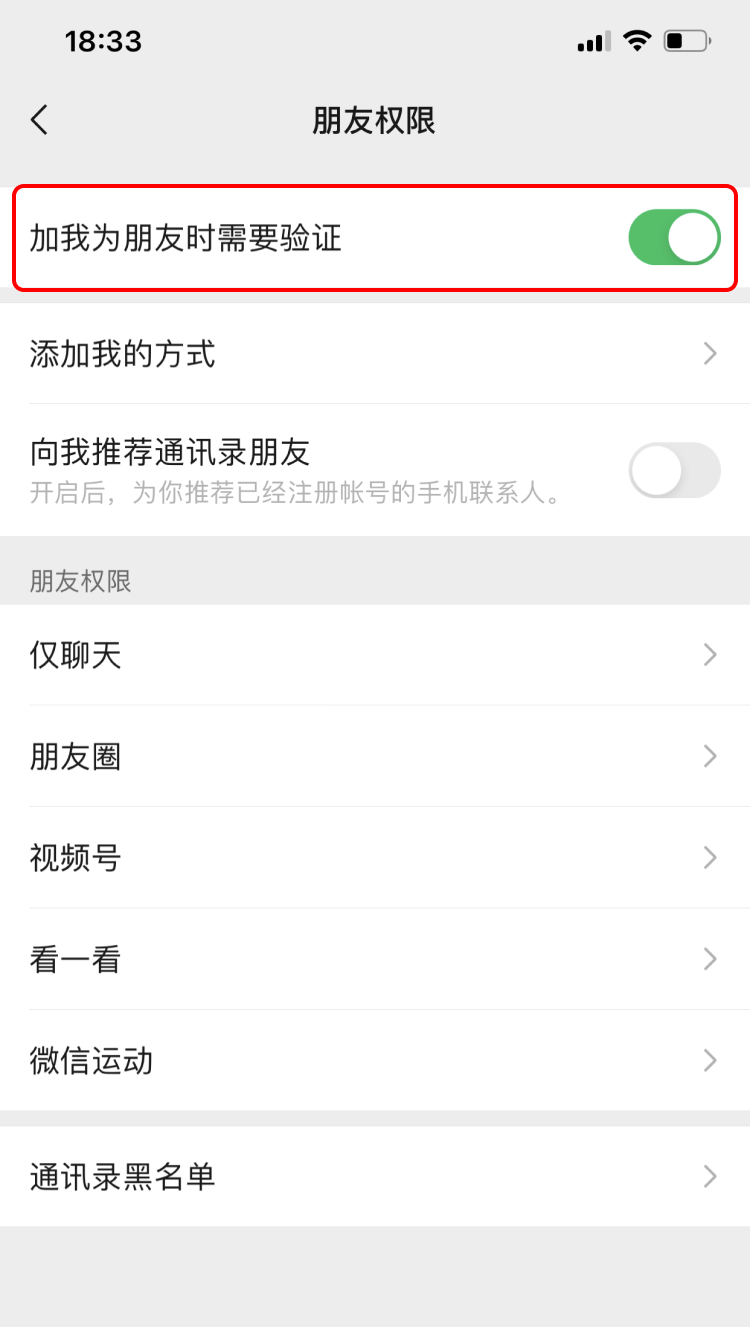 18:33
朋友权限
加我为朋友时需要验证
添加我的方式
向我推荐通讯录朋友
开启后，为你推荐已经注册帐号的手机联系人。
朋友权限
仅聊天
朋友圈
视频号
看一看
微信运动
通讯录黑名单